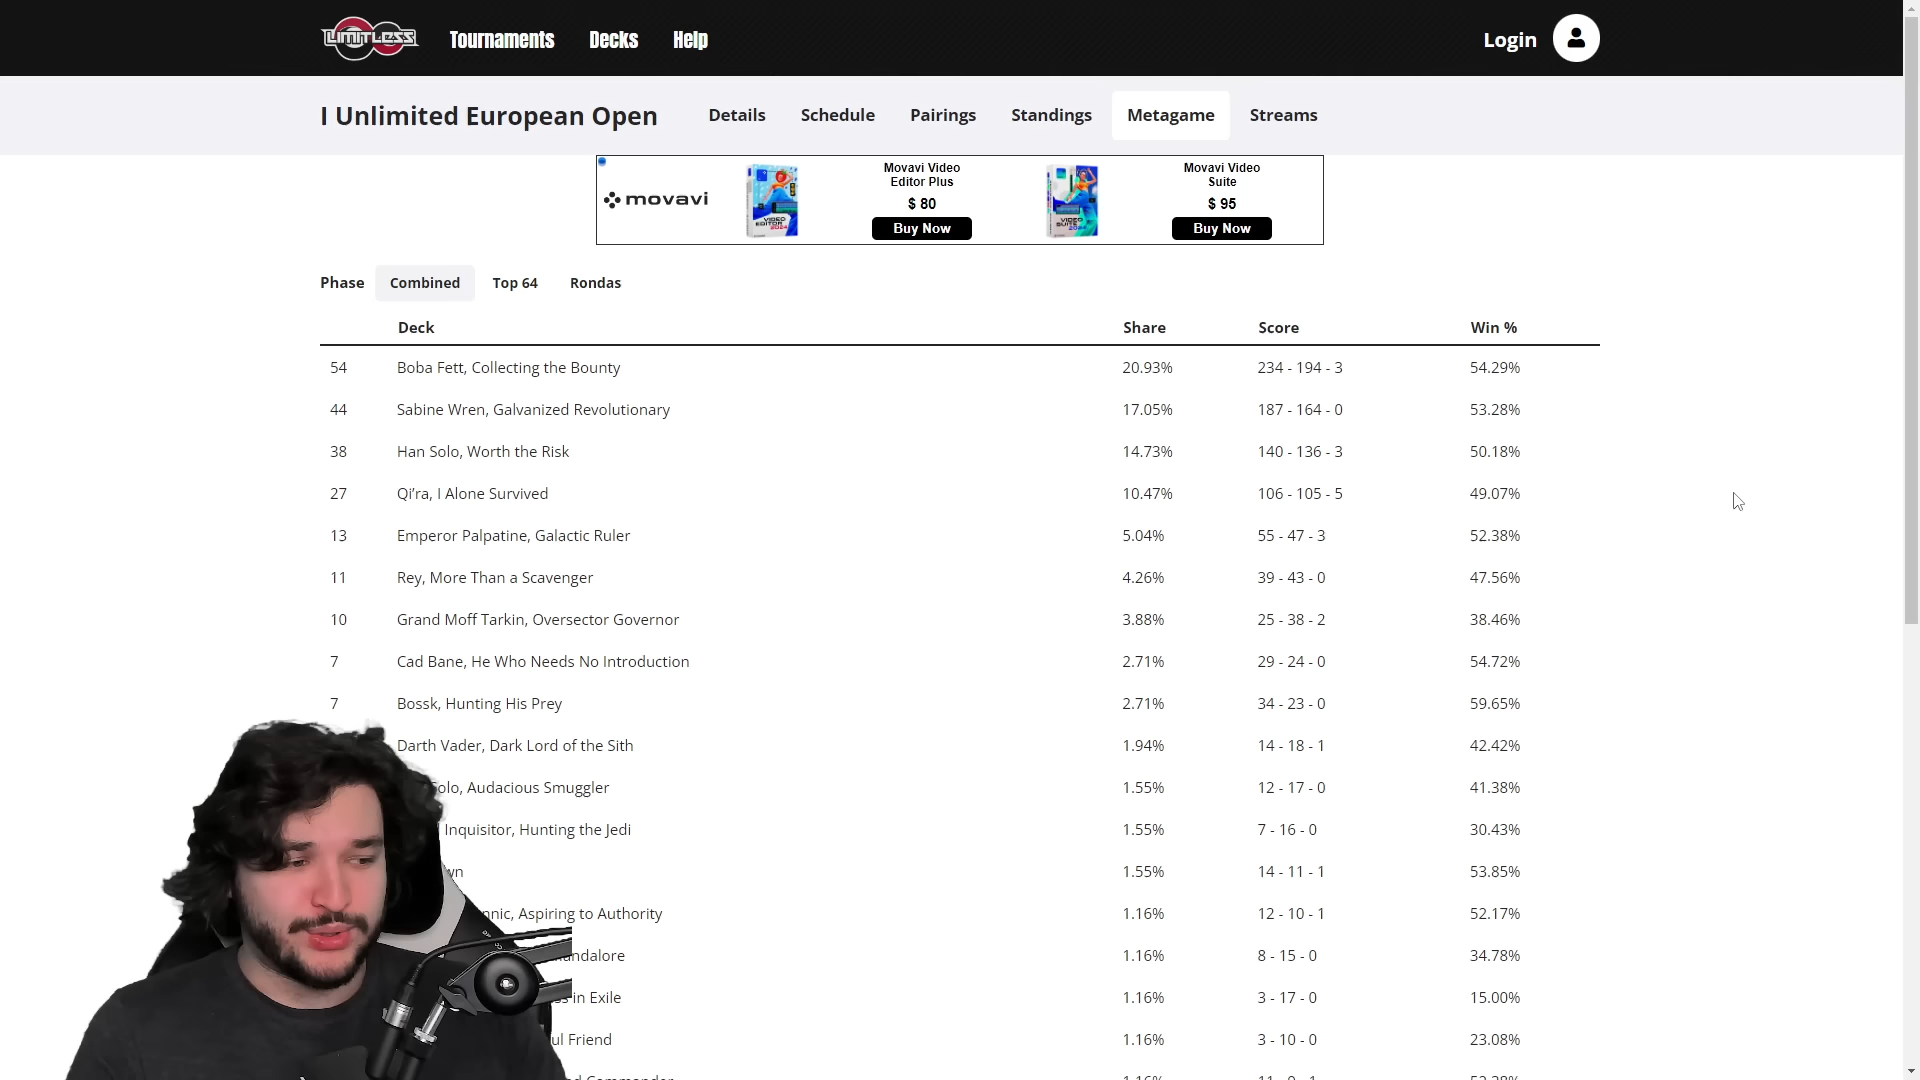 LIMITLESS Tournaments Decks Help Login
I Unlimited European Open Details Schedule Pairings Standings Metagame Streams
movavi
VIDEO EDITOR 2024
Movavi Video
Editor Plus
$ 80
Buy Now
VIDEO SUITE 2024
Movavi Video
Suite
$ 95
Buy Now
Phase Combined Top 64 Rondas
Deck Share Score Win %
54 Boba Fett, Collecting the Bounty 20.93% 234 - 194 - 3 54.29%
44 Sabine Wren, Galvanized Revolutionary 17.05% 187 - 164 - 0 53.28%
38 Han Solo, Worth the Risk 14.73% 140 - 136 - 3 50.18%
27 Qi’ra, I Alone Survived 10.47% 106 - 105 - 5 49.07%
13 Emperor Palpatine, Galactic Ruler 5.04% 55 - 47 - 3 52.38%
11 Rey, More Than a Scavenger 4.26% 39 - 43 - 0 47.56%
10 Grand Moff Tarkin, Oversector Governor 3.88% 25 - 38 - 2 38.46%
7 Cad Bane, He Who Needs No Introduction 2.71% 29 - 24 - 0 54.72%
7 Bossk, Hunting His Prey 2.71% 34 - 23 - 0 59.65%
Darth Vader, Dark Lord of the Sith 1.94% 14 - 18 - 1 42.42%
Solo, Audacious Smuggler 1.55% 12 - 17 - 0 41.38%
Inquisitor, Hunting the Jedi 1.55% 7 - 16 - 0 30.43%
1.55% 14 - 11 - 1 53.85%
Aspiring to Authority 1.16% 12 - 10 - 1 52.17%
1.16% 8 - 15 - 0 34.78%
in Exile 1.16% 3 - 17 - 0 15.00%
Friend 1.16% 3 - 10 - 0 23.08%